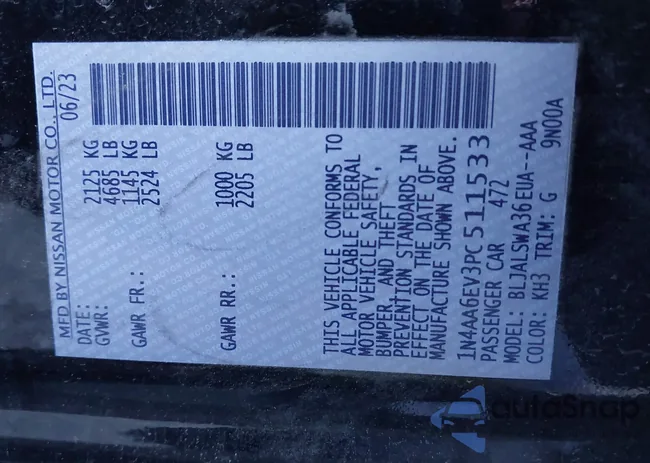 MFD BY NISSAN MOTOR CO., LTD.
DATE: 06/23
GVWR: 2125 KG
4685 LB
GAWR FR.: 1145 KG
2524 LB
GAWR RR.: 1000 KG
2205 LB
THIS VEHICLE CONFORMS TO
ALL APPLICABLE FEDERAL
MOTOR VEHICLE SAFETY,
BUMPER, AND THEFT
PREVENTION STANDARDS IN
EFFECT ON THE DATE OF
MANUFACTURE SHOWN ABOVE.
1N4AA6EV3PC511533
PASSENGER CAR 472
MODEL: BLJALSWA36EUA--AAA
COLOR: KH3 TRIM: G 9N00A
autoSnap